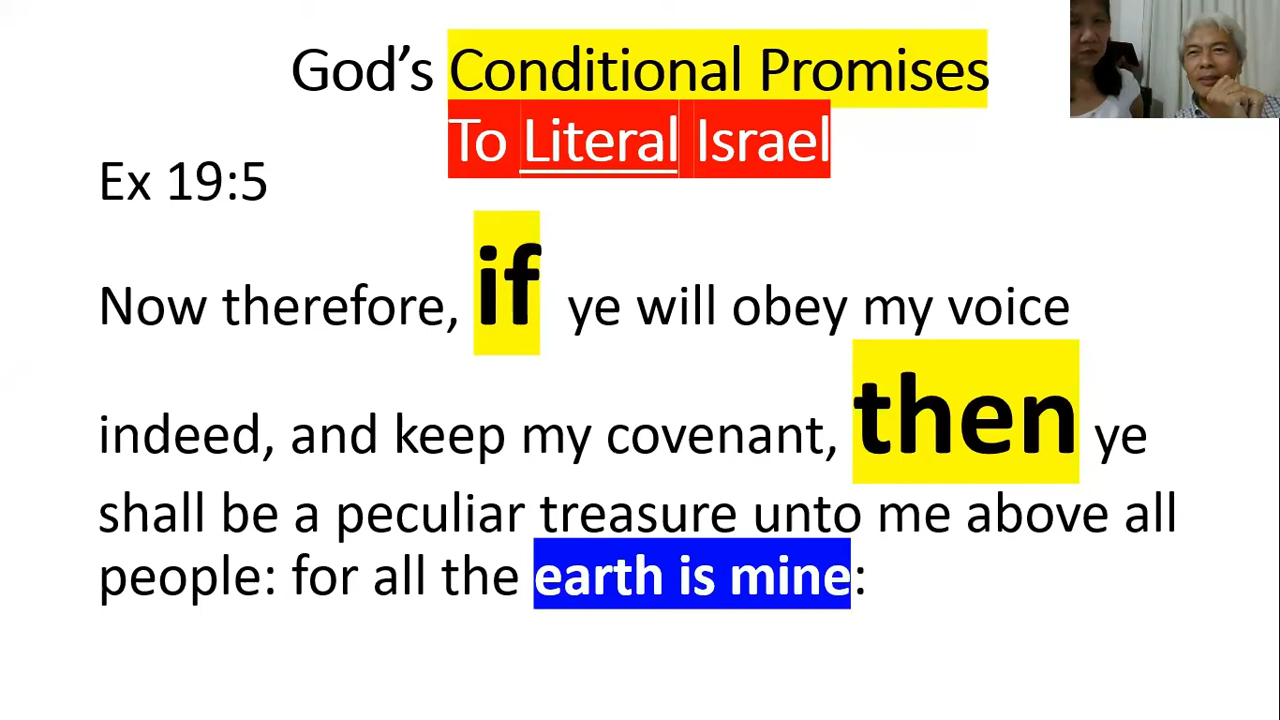 God’s Conditional Promises
To Literal Israel
Ex 19:5
Now therefore, if ye will obey my voice
indeed, and keep my covenant, then ye
shall be a peculiar treasure unto me above all
people: for all the earth is mine: